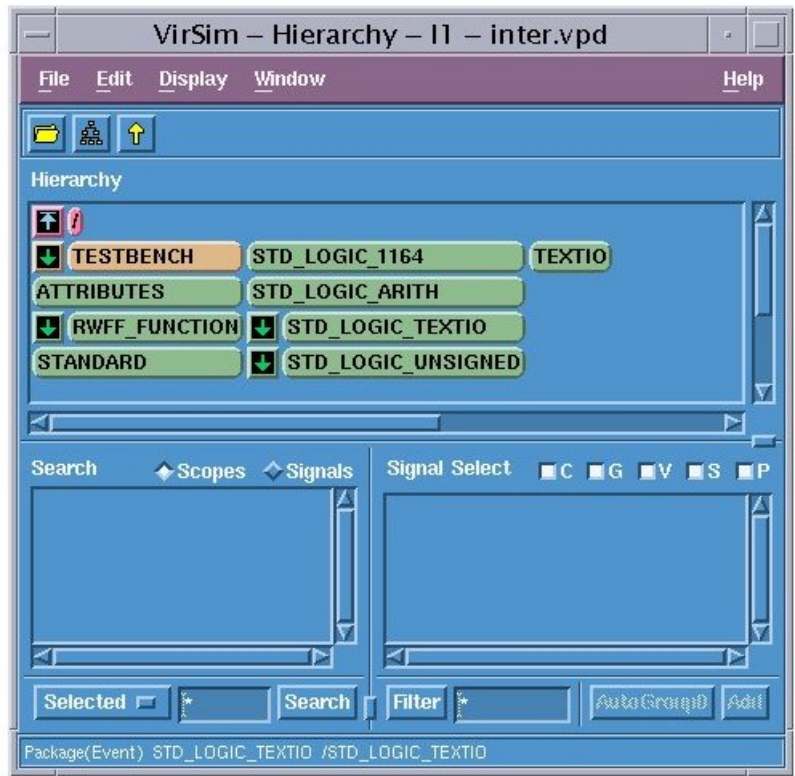 VirSim – Hierarchy – I1 – inter.vpd
File Edit Display Window Help
Hierarchy
/
TESTBENCH STD_LOGIC_1164 TEXTIO
ATTRIBUTES STD_LOGIC_ARITH
RWFF_FUNCTION STD_LOGIC_TEXTIO
STANDARD STD_LOGIC_UNSIGNED
Search Scopes Signals Signal Select C G V S P
Selected * Search Filter * AutoGroup0 Add
Package(Event) STD_LOGIC_TEXTIO /STD_LOGIC_TEXTIO